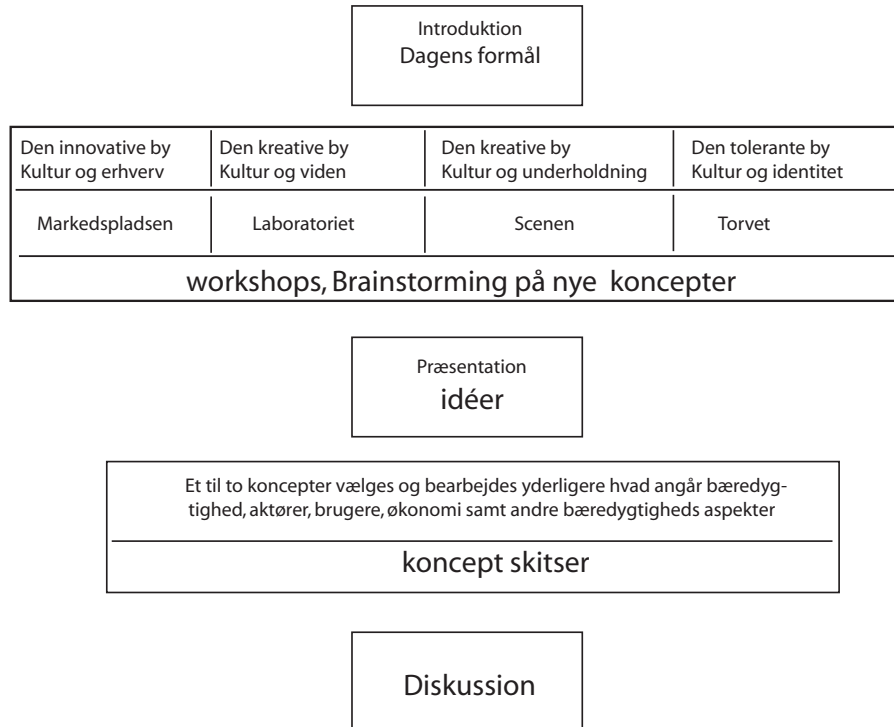 Introduktion
Dagens formål
Den innovative by
Kultur og erhverv
Den kreative by
Kultur og viden
Den kreative by
Kultur og underholdning
Den tolerante by
Kultur og identitet
Markedspladsen
Laboratoriet
Scenen
Torvet
workshops, Brainstorming på nye koncepter
Præsentation
idéer
Et til to koncepter vælges og bearbejdes yderligere hvad angår bæredyg-
tighed, aktører, brugere, økonomi samt andre bæredygtigheds aspekter
koncept skitser
Diskussion